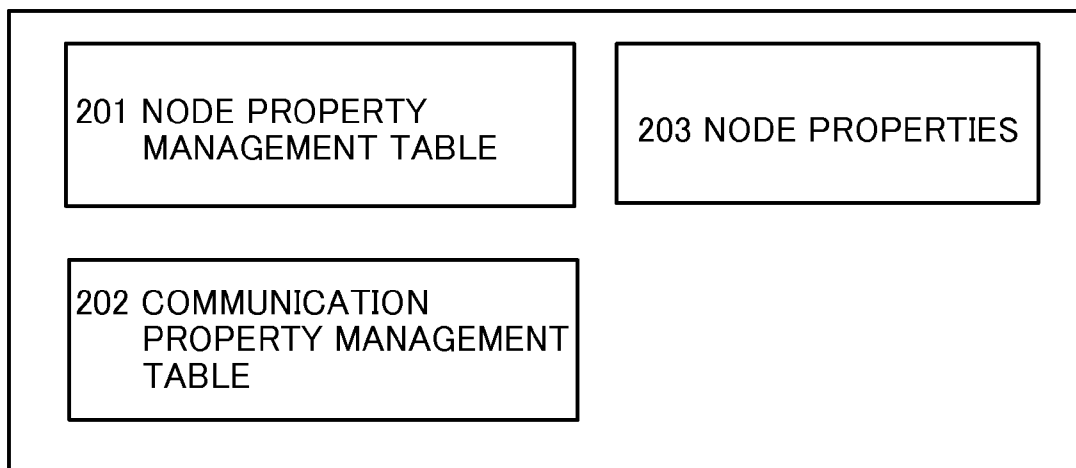 201 NODE PROPERTY
MANAGEMENT TABLE
203 NODE PROPERTIES
202 COMMUNICATION
PROPERTY MANAGEMENT
TABLE